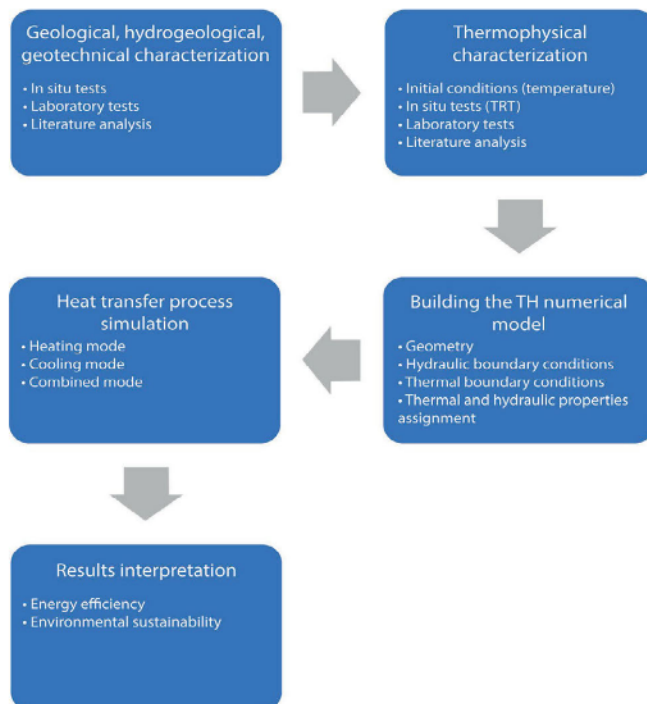 Geological, hydrogeological,
geotechnical characterization
• In situ tests
• Laboratory tests
• Literature analysis
Thermophysical
characterization
• Initial conditions (temperature)
• In situ tests (TRT)
• Laboratory tests
• Literature analysis
Building the TH numerical
model
• Geometry
• Hydraulic boundary conditions
• Thermal boundary conditions
• Thermal and hydraulic properties
assignment
Heat transfer process
simulation
• Heating mode
• Cooling mode
• Combined mode
Results interpretation
• Energy efficiency
• Environmental sustainability